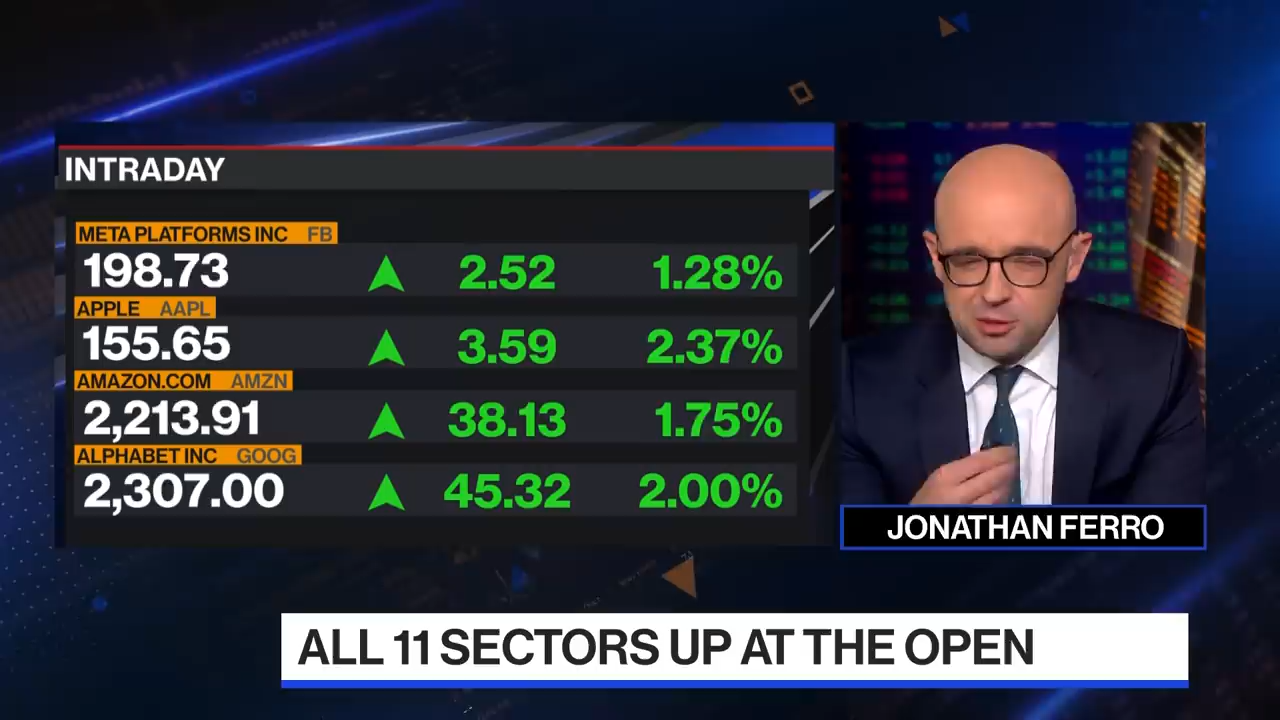 INTRADAY
META PLATFORMS INC FB
198.73 ▲ 2.52 1.28%
APPLE AAPL
155.65 ▲ 3.59 2.37%
AMAZON.COM AMZN
2,213.91 ▲ 38.13 1.75%
ALPHABET INC GOOG
2,307.00 ▲ 45.32 2.00%
JONATHAN FERRO
ALL 11 SECTORS UP AT THE OPEN